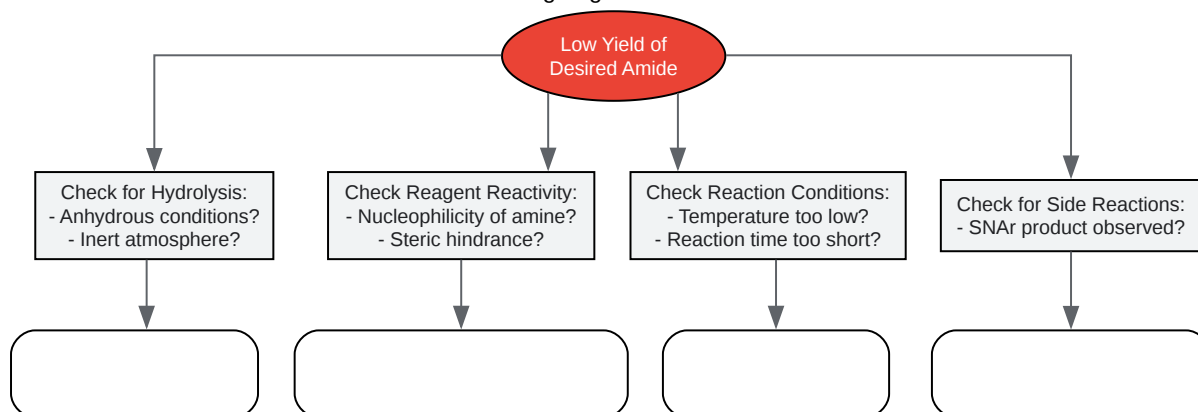 Low Yield of
Desired Amide
Check for Hydrolysis:
- Anhydrous conditions?
- Inert atmosphere?
Check Reagent Reactivity:
- Nucleophilicity of amine?
- Steric hindrance?
Check Reaction Conditions:
- Temperature too low?
- Reaction time too short?
Check for Side Reactions:
- SNAr product observed?